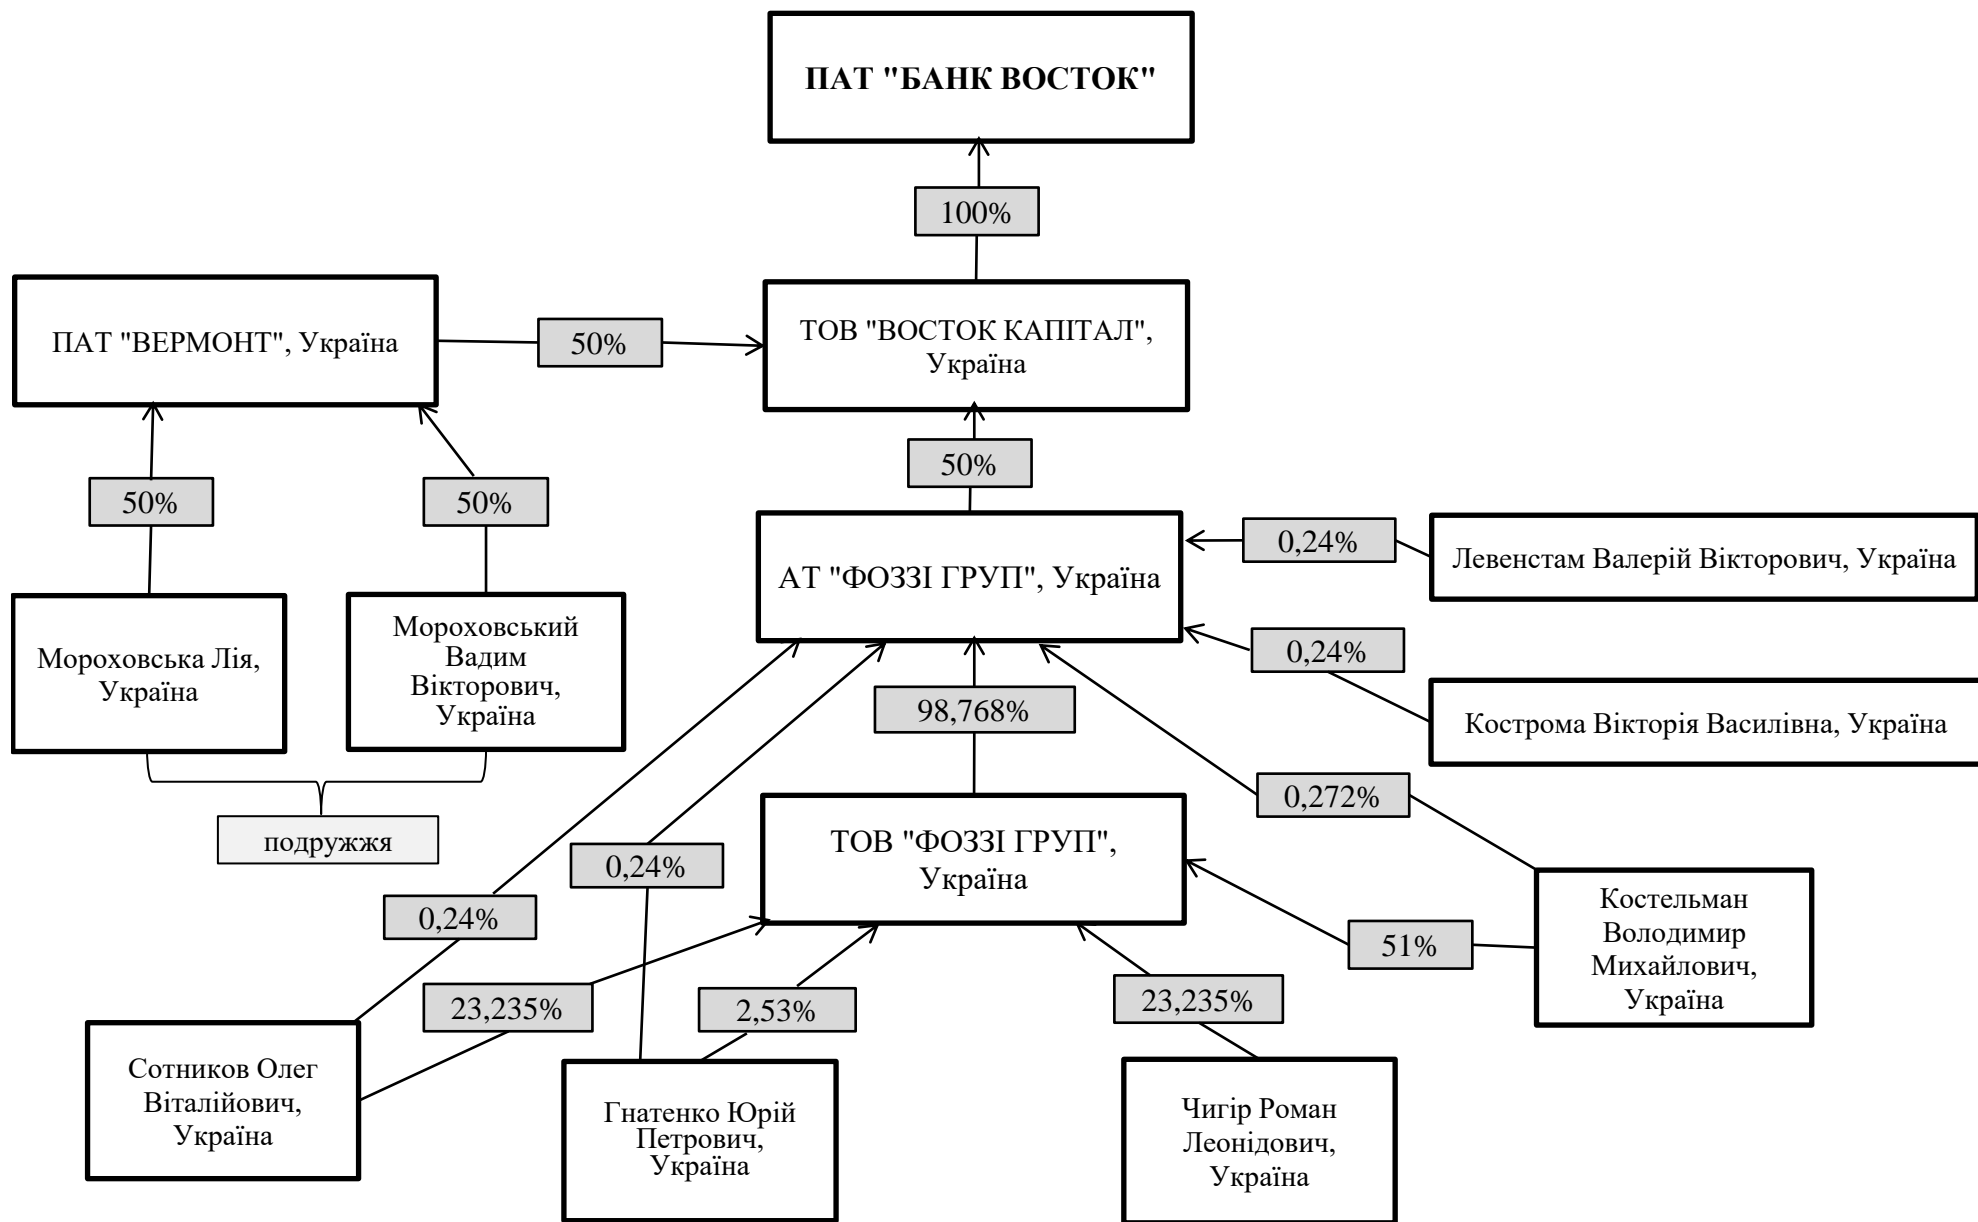 ПАТ "БАНК ВОСТОК"
100%
ПАТ "ВЕРМОНТ", Україна
50%
ТОВ "ВОСТОК КАПІТАЛ",
Україна
50%
50%
50%
АТ "ФОЗЗІ ГРУП", Україна
0,24%
Левенстам Валерій Вікторович, Україна
Мороховська Лія,
Україна
Мороховський
Вадим
Вікторович,
Україна
0,24%
Кострома Вікторія Василівна, Україна
98,768%
0,272%
подружжя
ТОВ "ФОЗЗІ ГРУП",
Україна
0,24%
0,24%
Костельман
Володимир
Михайлович,
Україна
51%
23,235%
2,53%
23,235%
Сотников Олег
Віталійович,
Україна
Гнатенко Юрій
Петрович,
Україна
Чигір Роман
Леонідович,
Україна